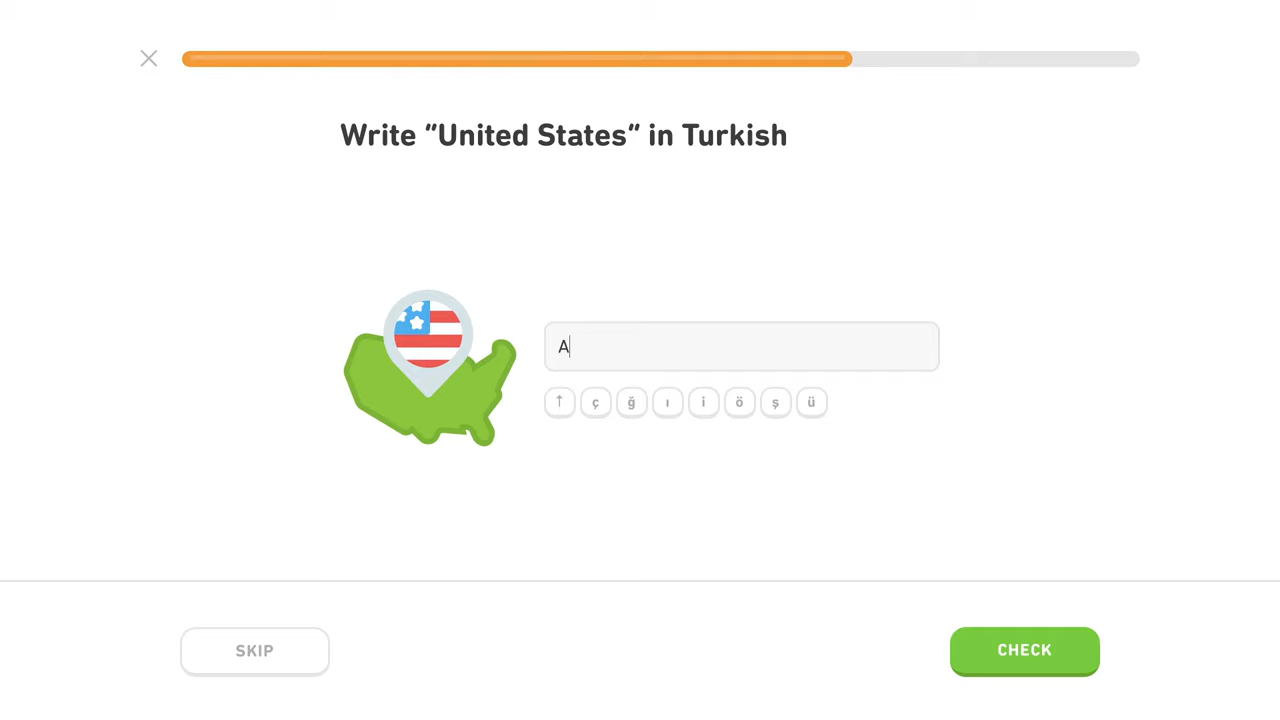 Write “United States” in Turkish
A
↑ ç ğ ı i ö ş ü
SKIP
CHECK